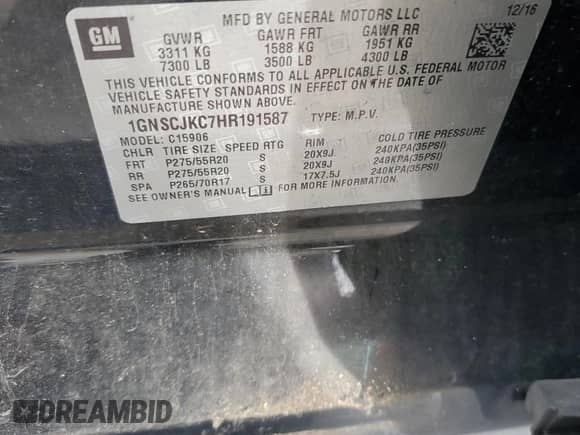 GM
MFD BY GENERAL MOTORS LLC
12/16
GVWR GAWR FRT GAWR RR
3311 KG 1588 KG 1951 KG
7300 LB 3500 LB 4300 LB
THIS VEHICLE CONFORMS TO ALL APPLICABLE U.S. FEDERAL MOTOR
VEHICLE SAFETY STANDARDS IN EFFECT ON THE DATE OF
MANUFACTURE SHOWN ABOVE.
1GNSCJKC7HR191587 TYPE: M.P.V.
MODEL: C15906
CHLR TIRE SIZE SPEED RTG RIM COLD TIRE PRESSURE
FRT P275/55R20 S 20X9J 240KPA(35PSI)
RR P275/55R20 S 20X9J 240KPA(35PSI)
SPA P265/70R17 S 17X7.5J 240KPA(35PSI)
SEE OWNER'S MANUAL FOR MORE INFORMATION.
DREAMBID